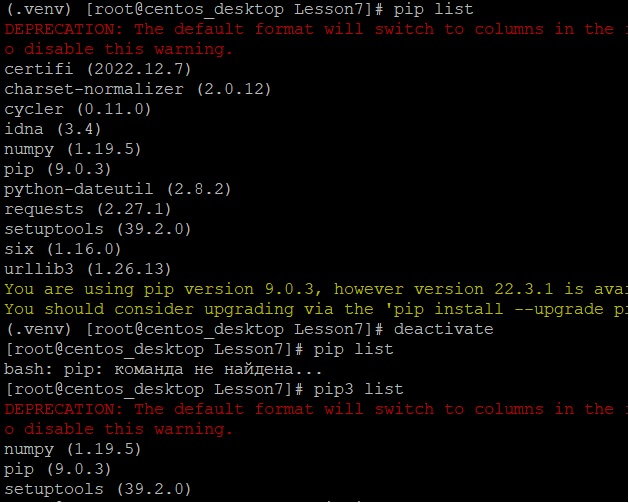 (.venv) [root@centos_desktop Lesson7]# pip list
DEPRECATION: The default format will switch to columns in the
o disable this warning.
certifi (2022.12.7)
charset-normalizer (2.0.12)
cycler (0.11.0)
idna (3.4)
numpy (1.19.5)
pip (9.0.3)
python-dateutil (2.8.2)
requests (2.27.1)
setuptools (39.2.0)
six (1.16.0)
urllib3 (1.26.13)
You are using pip version 9.0.3, however version 22.3.1 is avai
You should consider upgrading via the 'pip install --upgrade pi
(.venv) [root@centos_desktop Lesson7]# deactivate
[root@centos_desktop Lesson7]# pip list
bash: pip: команда не найдена...
[root@centos_desktop Lesson7]# pip3 list
DEPRECATION: The default format will switch to columns in the
o disable this warning.
numpy (1.19.5)
pip (9.0.3)
setuptools (39.2.0)